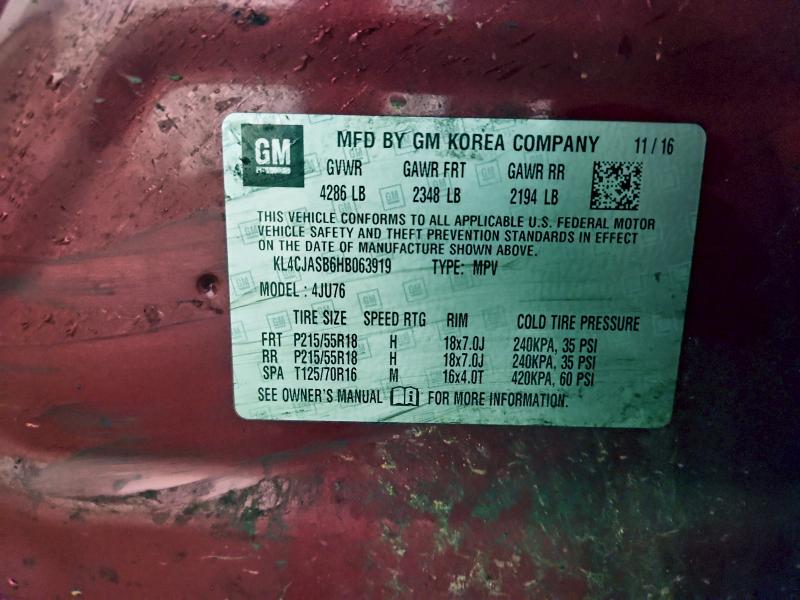 GM MFD BY GM KOREA COMPANY 11 / 16
GVWR GAWR FRT GAWR RR
4286 LB 2348 LB 2194 LB
THIS VEHICLE CONFORMS TO ALL APPLICABLE U.S. FEDERAL MOTOR
VEHICLE SAFETY AND THEFT PREVENTION STANDARDS IN EFFECT
ON THE DATE OF MANUFACTURE SHOWN ABOVE.
KL4CJASB6HB063919 TYPE: MPV
MODEL : 4JU76
TIRE SIZE SPEED RTG RIM COLD TIRE PRESSURE
FRT P215/55R18 H 18x7.0J 240KPA, 35 PSI
RR P215/55R18 H 18x7.0J 240KPA, 35 PSI
SPA T125/70R16 M 16x4.0T 420KPA, 60 PSI
SEE OWNER'S MANUAL FOR MORE INFORMATION.